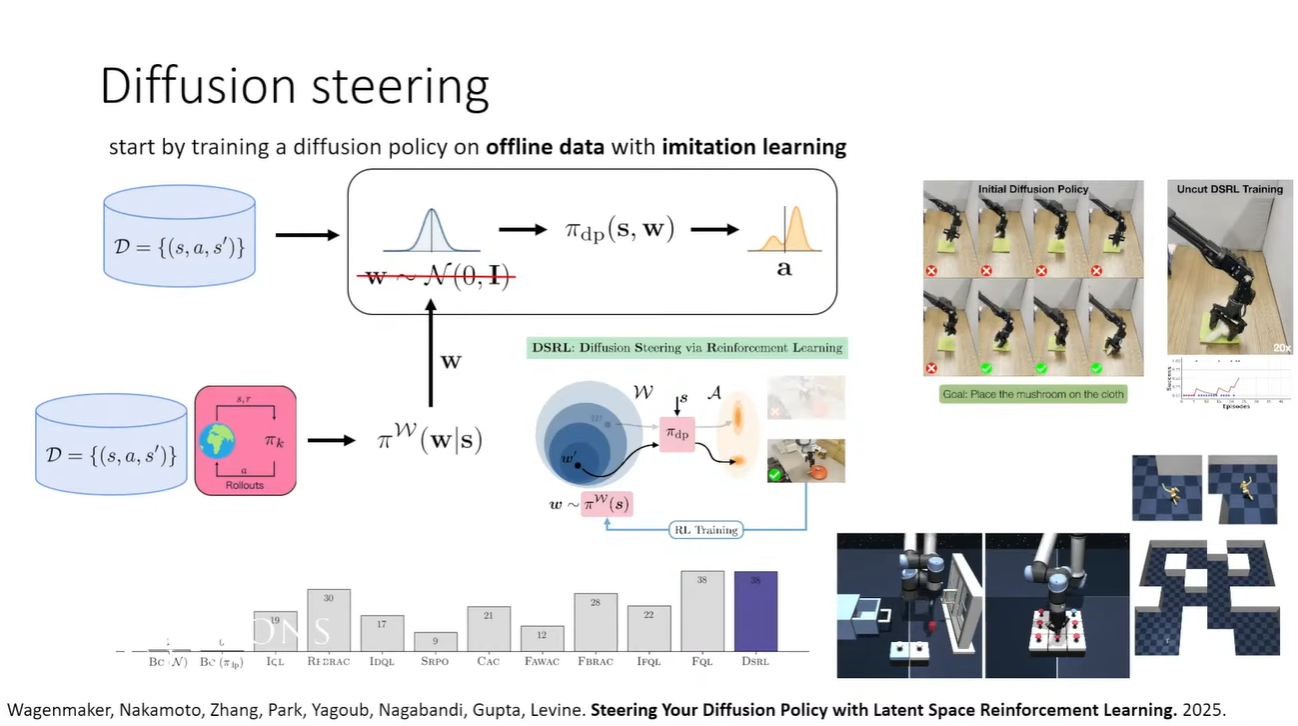 Diffusion steering
start by training a diffusion policy on offline data with imitation learning
D = {(s, a, s′)}
w ∼ N(0, I)
π_dp(s, w)
a
w
D = {(s, a, s′)}
s, r
π_k
a
Rollouts
π^W(w|s)
DSRL: Diffusion Steering via Reinforcement Learning
W
s
A
π_dp
w′
w ∼ π^W(s)
RL Training
Initial Diffusion Policy
Goal: Place the mushroom on the cloth
Uncut DSRL Training
20x
Success
Episodes
19 30 17 9 21 12 28 22 38 38
ONS
BC (N) BC (π_dp) IQL REBRAC IDQL SRPO CAC FAWAC FBRAC IFQL FQL DSRL
Wagenmaker, Nakamoto, Zhang, Park, Yagoub, Nagabandi, Gupta, Levine. Steering Your Diffusion Policy with Latent Space Reinforcement Learning. 2025.